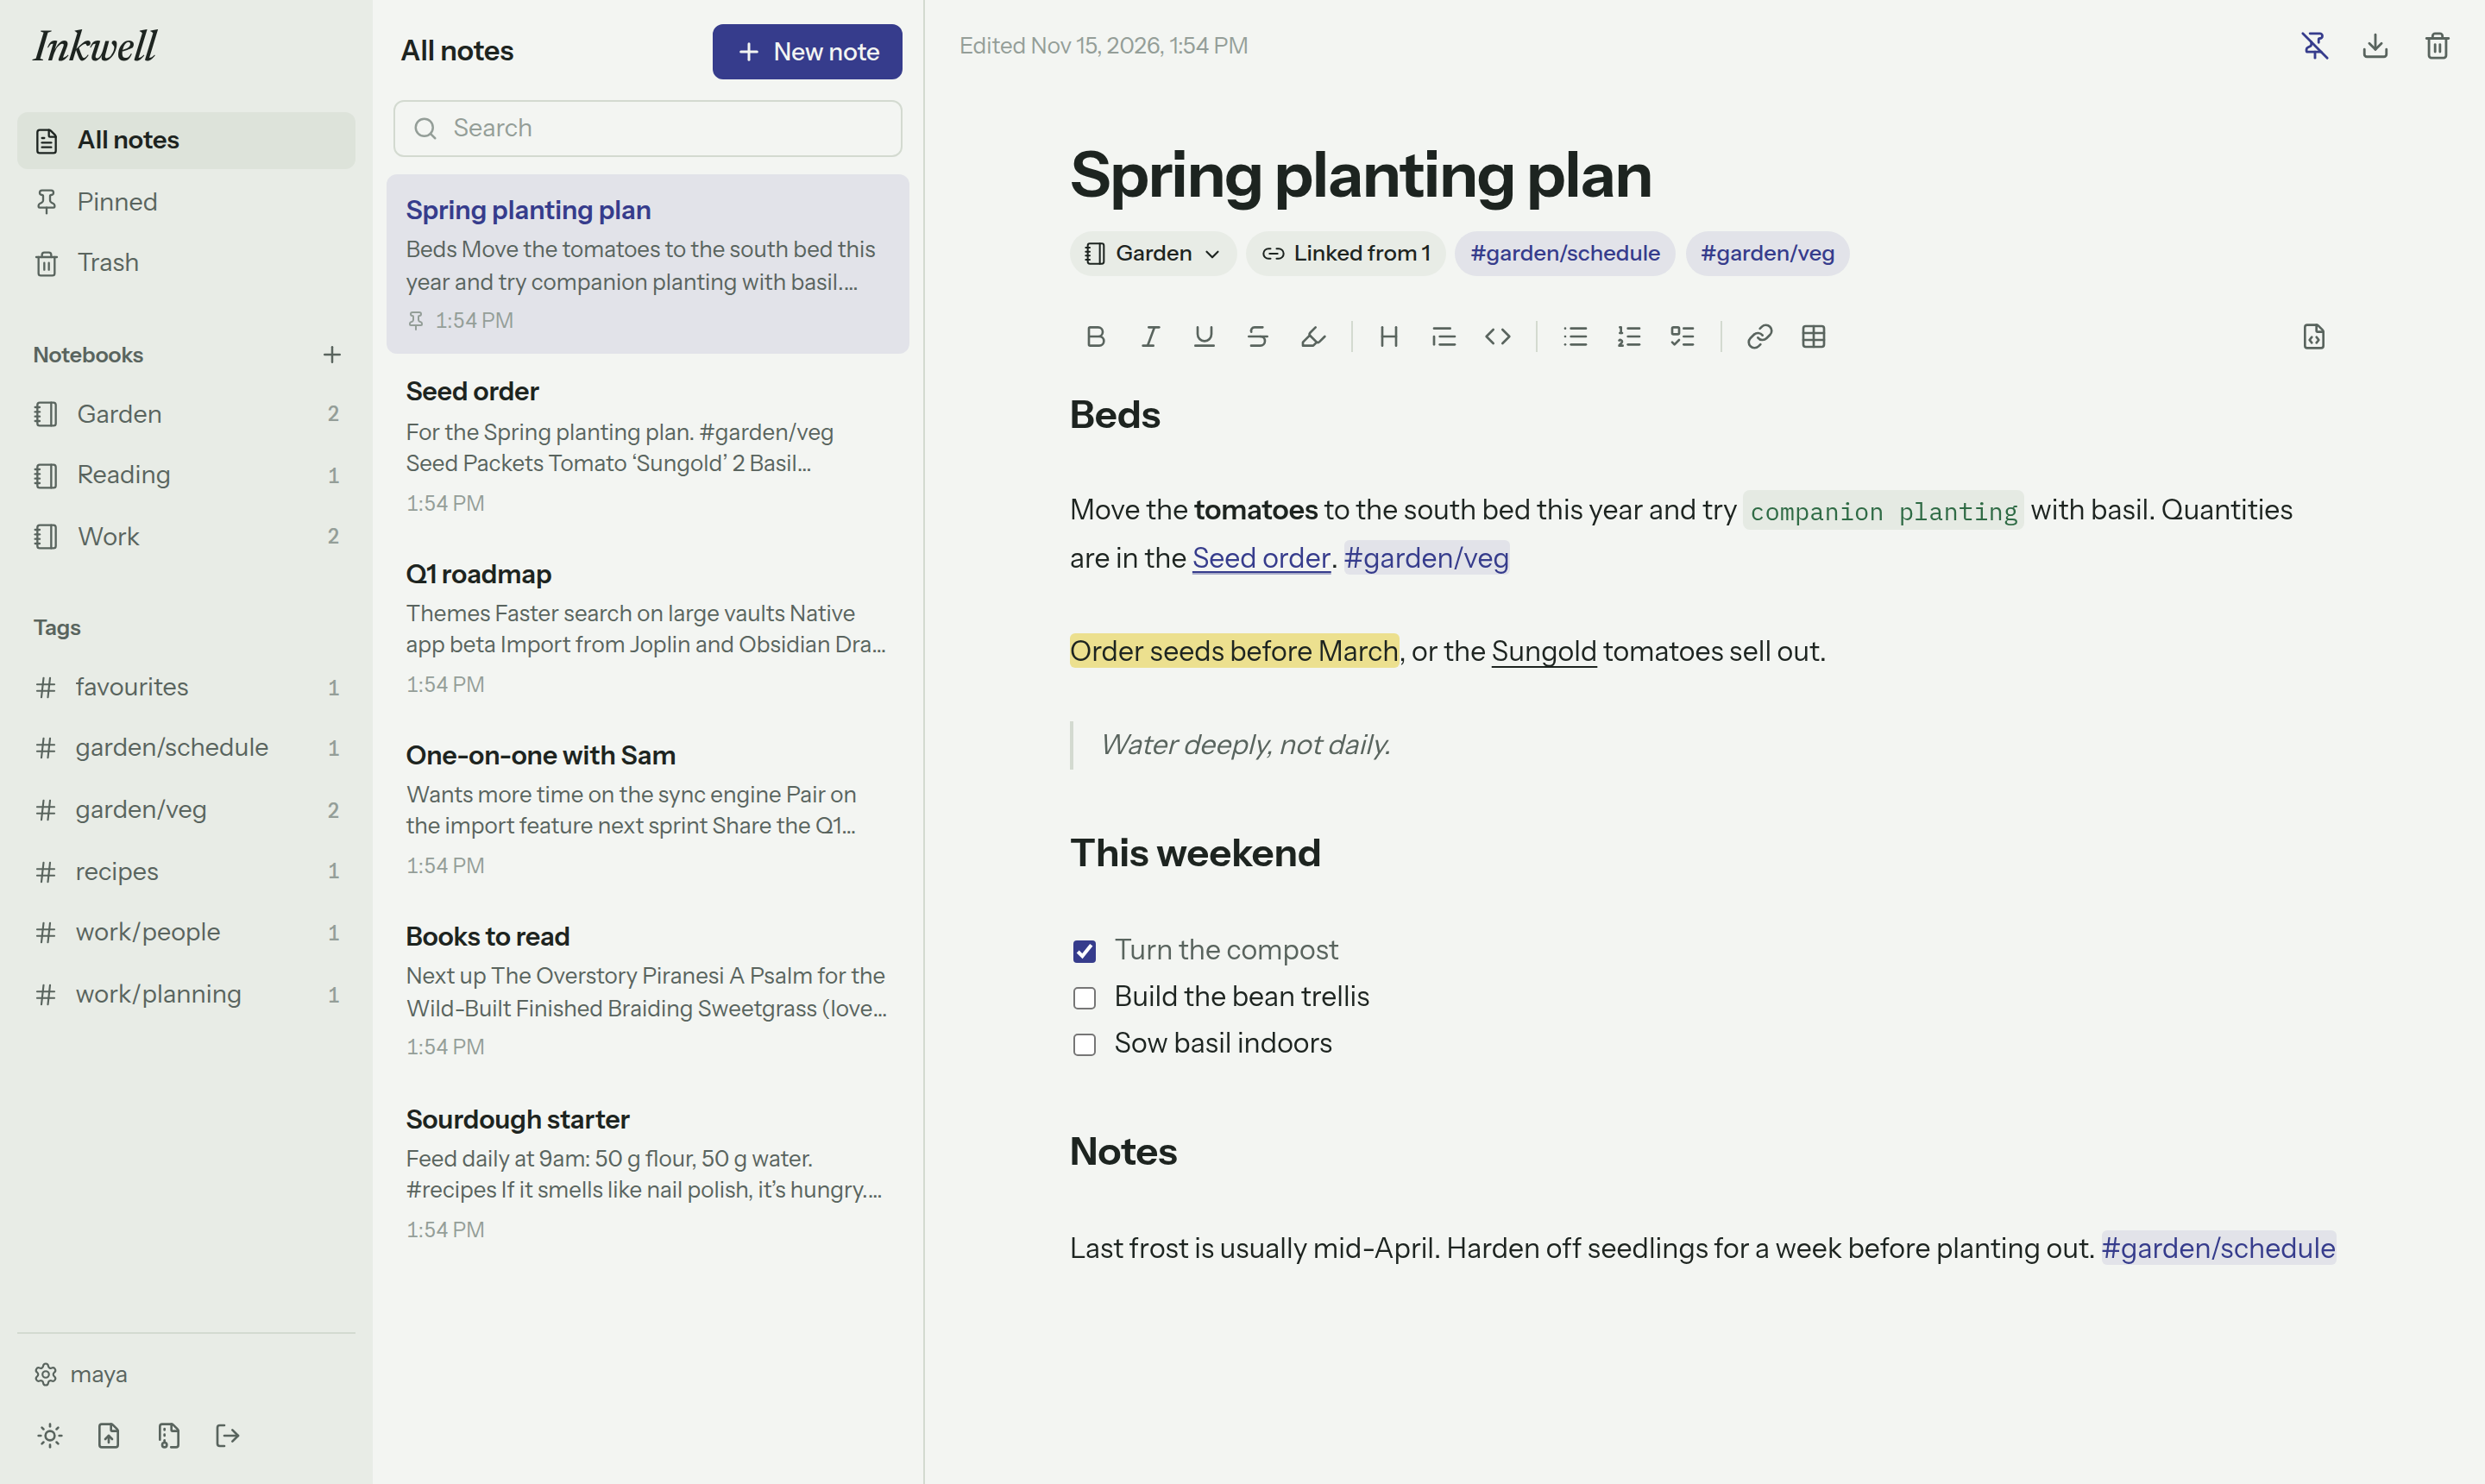 Inkwell
All notes
Pinned
Trash
Notebooks
Garden 2
Reading 1
Work 2
Tags
# favourites 1
# garden/schedule 1
# garden/veg 2
# recipes 1
# work/people 1
# work/planning 1
maya
All notes
New note
Search
Spring planting plan
Beds Move the tomatoes to the south bed this
year and try companion planting with basil....
1:54 PM
Seed order
For the Spring planting plan. #garden/veg
Seed Packets Tomato ‘Sungold’ 2 Basil...
1:54 PM
Q1 roadmap
Themes Faster search on large vaults Native
app beta Import from Joplin and Obsidian Dra...
1:54 PM
One-on-one with Sam
Wants more time on the sync engine Pair on
the import feature next sprint Share the Q1...
1:54 PM
Books to read
Next up The Overstory Piranesi A Psalm for the
Wild-Built Finished Braiding Sweetgrass (love...
1:54 PM
Sourdough starter
Feed daily at 9am: 50 g flour, 50 g water.
#recipes If it smells like nail polish, it’s hungry....
1:54 PM
Edited Nov 15, 2026, 1:54 PM
Spring planting plan
Garden Linked from 1 #garden/schedule #garden/veg
Beds
Move the tomatoes to the south bed this year and try companion planting with basil. Quantities
are in the Seed order. #garden/veg
Order seeds before March, or the Sungold tomatoes sell out.
Water deeply, not daily.
This weekend
Turn the compost
Build the bean trellis
Sow basil indoors
Notes
Last frost is usually mid-April. Harden off seedlings for a week before planting out. #garden/schedule